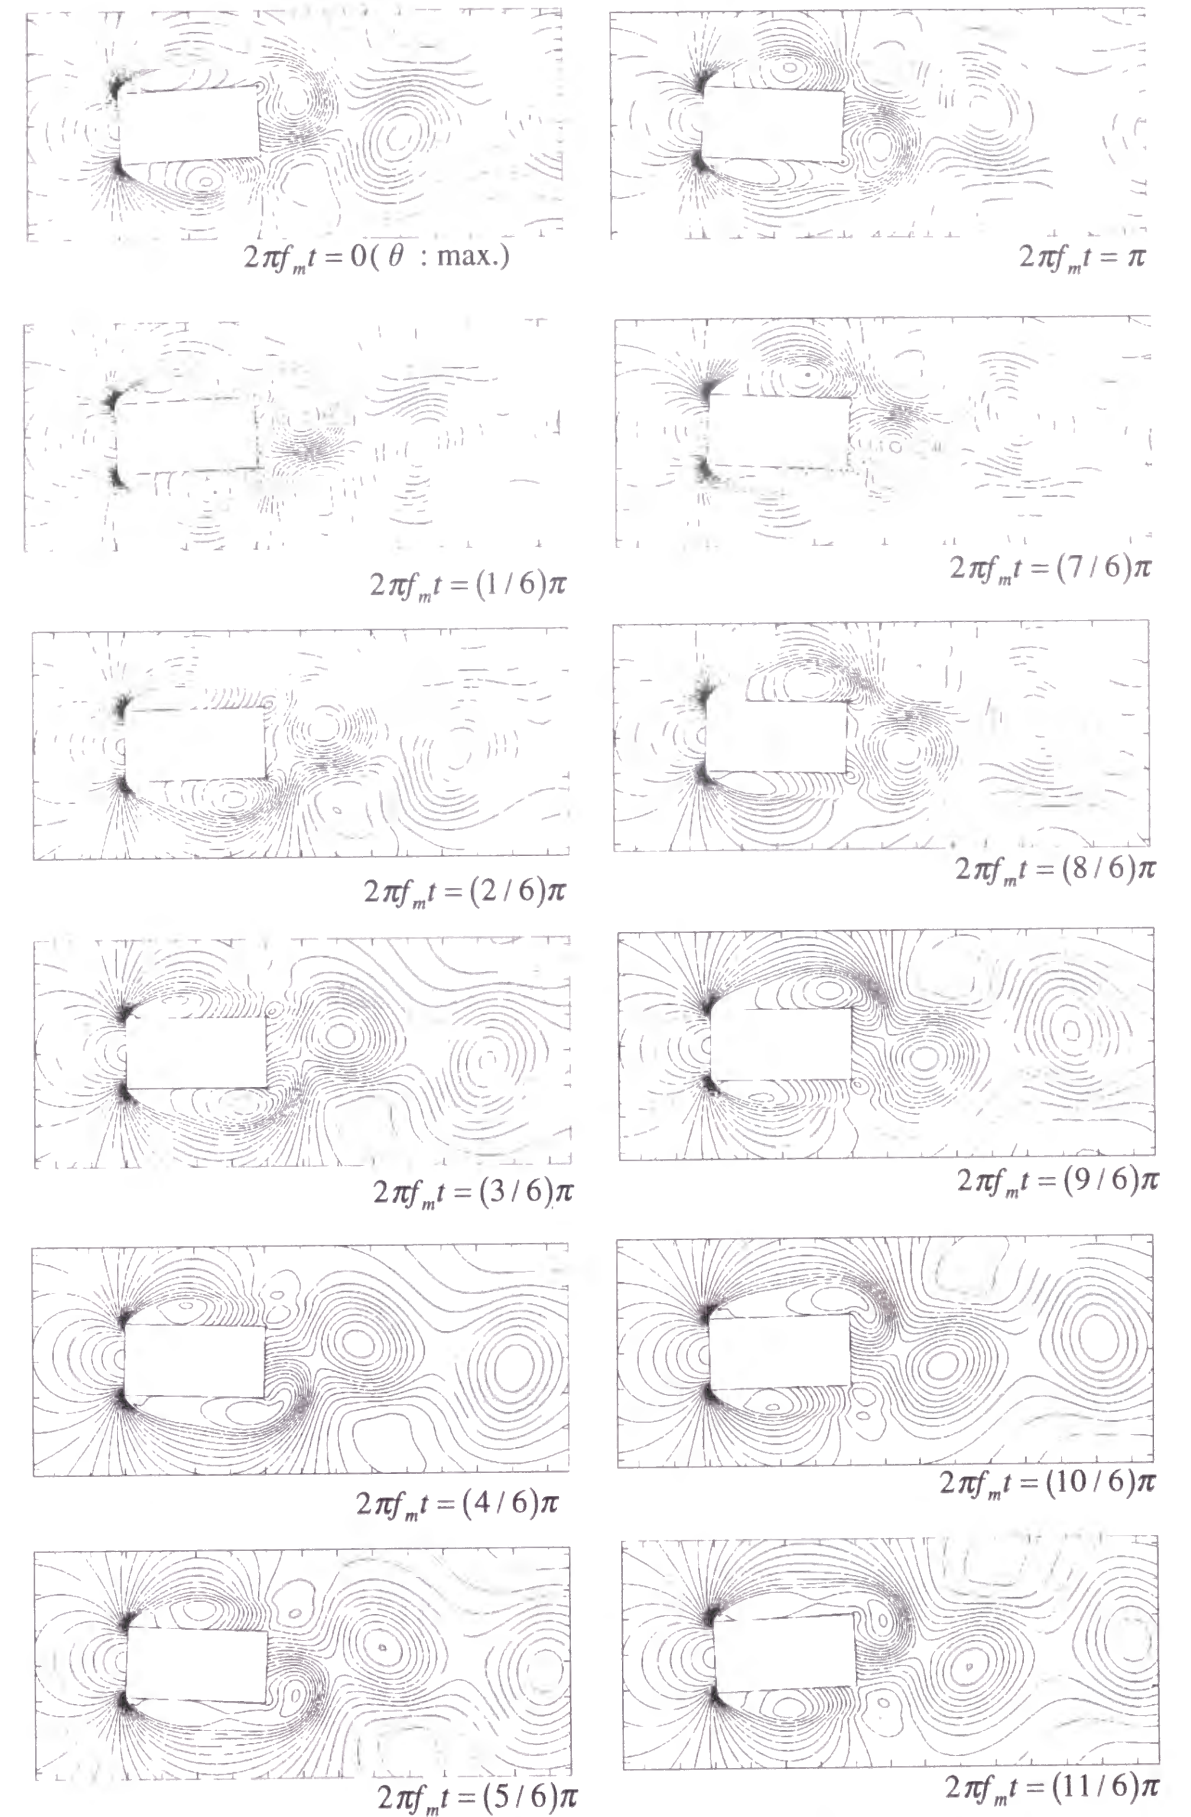 2πf_m t = 0( θ : max.)
2πf_m t = π
2πf_m t = (1 / 6)π
2πf_m t = (7 / 6)π
2πf_m t = (2 / 6)π
2πf_m t = (8 / 6)π
2πf_m t = (3 / 6)π
2πf_m t = (9 / 6)π
2πf_m t = (4 / 6)π
2πf_m t = (10 / 6)π
2πf_m t = (5 / 6)π
2πf_m t = (11 / 6)π